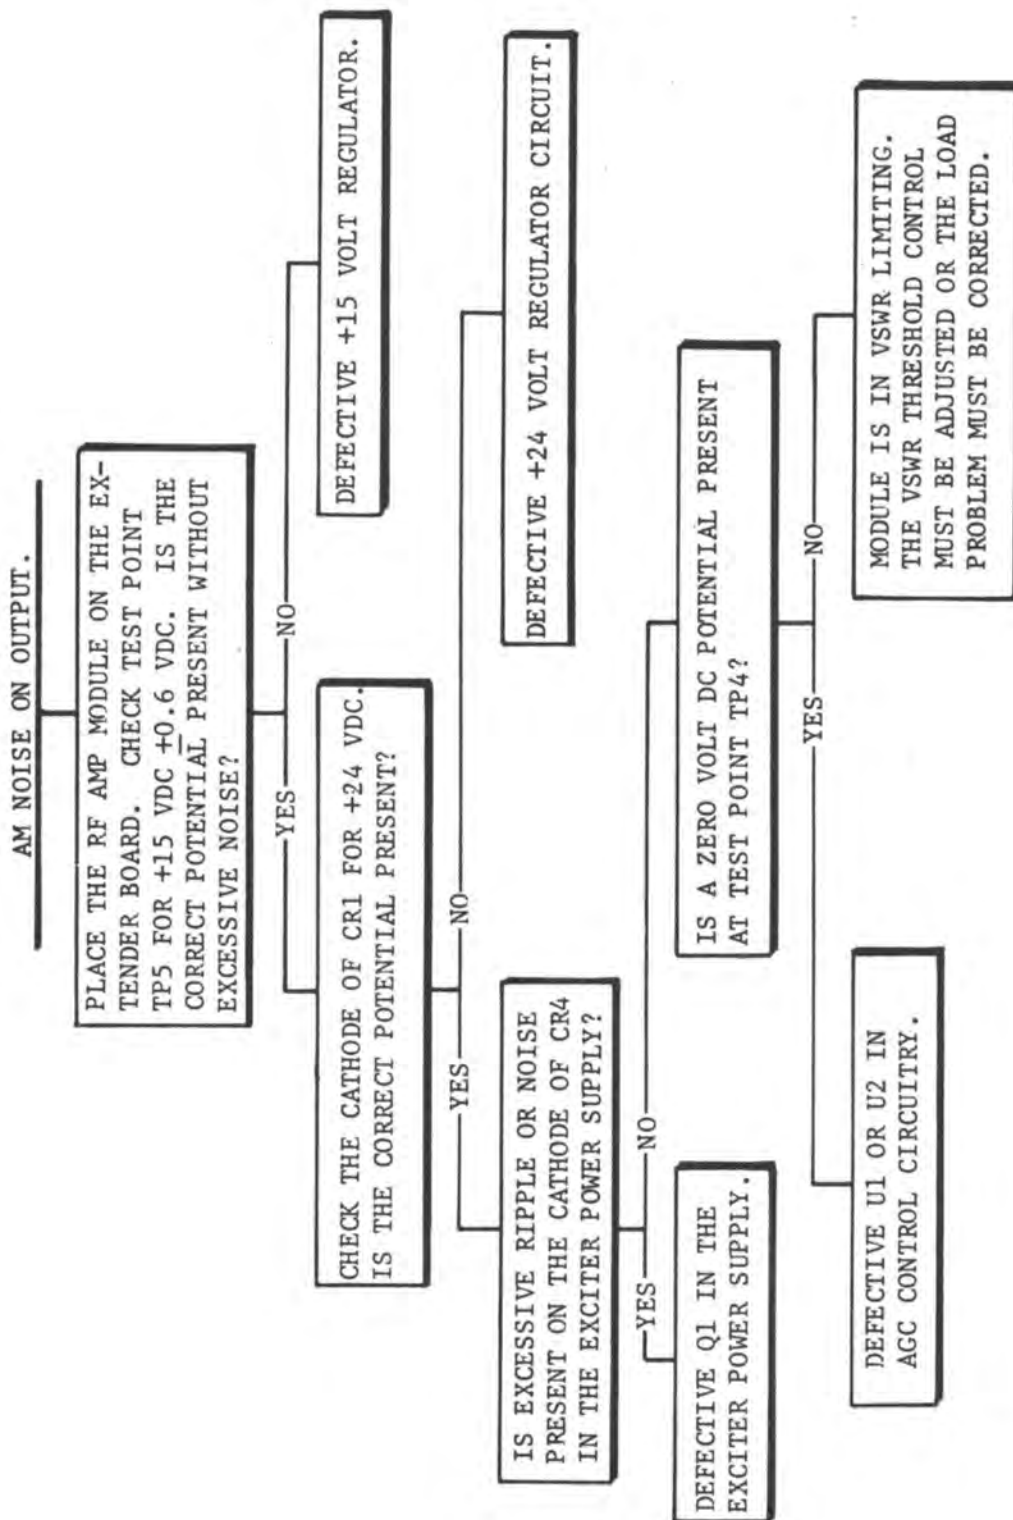 AM NOISE ON OUTPUT.
PLACE THE RF AMP MODULE ON THE EX-
TENDER BOARD. CHECK TEST POINT
TP5 FOR +15 VDC ±0.6 VDC. IS THE
CORRECT POTENTIAL PRESENT WITHOUT
EXCESSIVE NOISE?
YES
NO
CHECK THE CATHODE OF CR1 FOR +24 VDC.
IS THE CORRECT POTENTIAL PRESENT?
DEFECTIVE +15 VOLT REGULATOR.
YES
NO
IS EXCESSIVE RIPPLE OR NOISE
PRESENT ON THE CATHODE OF CR4
IN THE EXCITER POWER SUPPLY?
DEFECTIVE +24 VOLT REGULATOR CIRCUIT.
YES
NO
DEFECTIVE Q1 IN THE
EXCITER POWER SUPPLY.
IS A ZERO VOLT DC POTENTIAL PRESENT
AT TEST POINT TP4?
YES
NO
DEFECTIVE U1 OR U2 IN
AGC CONTROL CIRCUITRY.
MODULE IS IN VSWR LIMITING.
THE VSWR THRESHOLD CONTROL
MUST BE ADJUSTED OR THE LOAD
PROBLEM MUST BE CORRECTED.